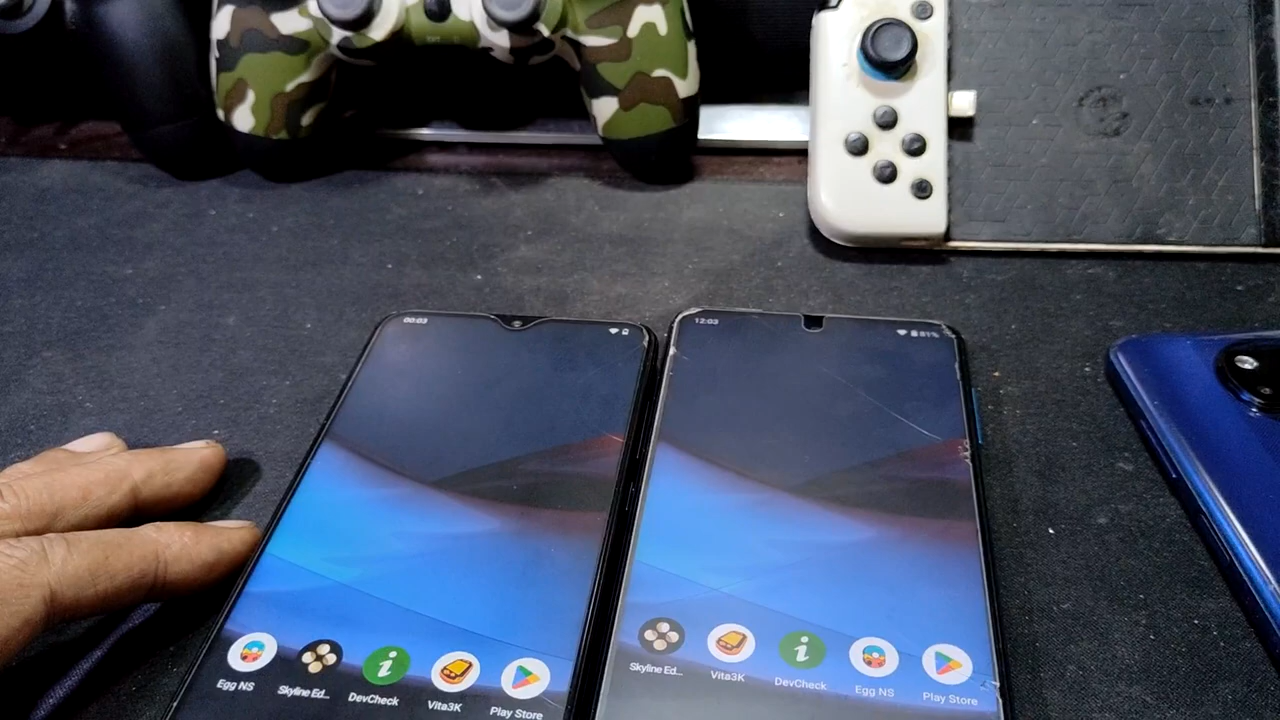 00:03
Egg NS
Skyline Ed...
DevCheck
Vita3K
Play Store
12:03
81%
Skyline Ed...
Vita3K
DevCheck
Egg NS
Play Store